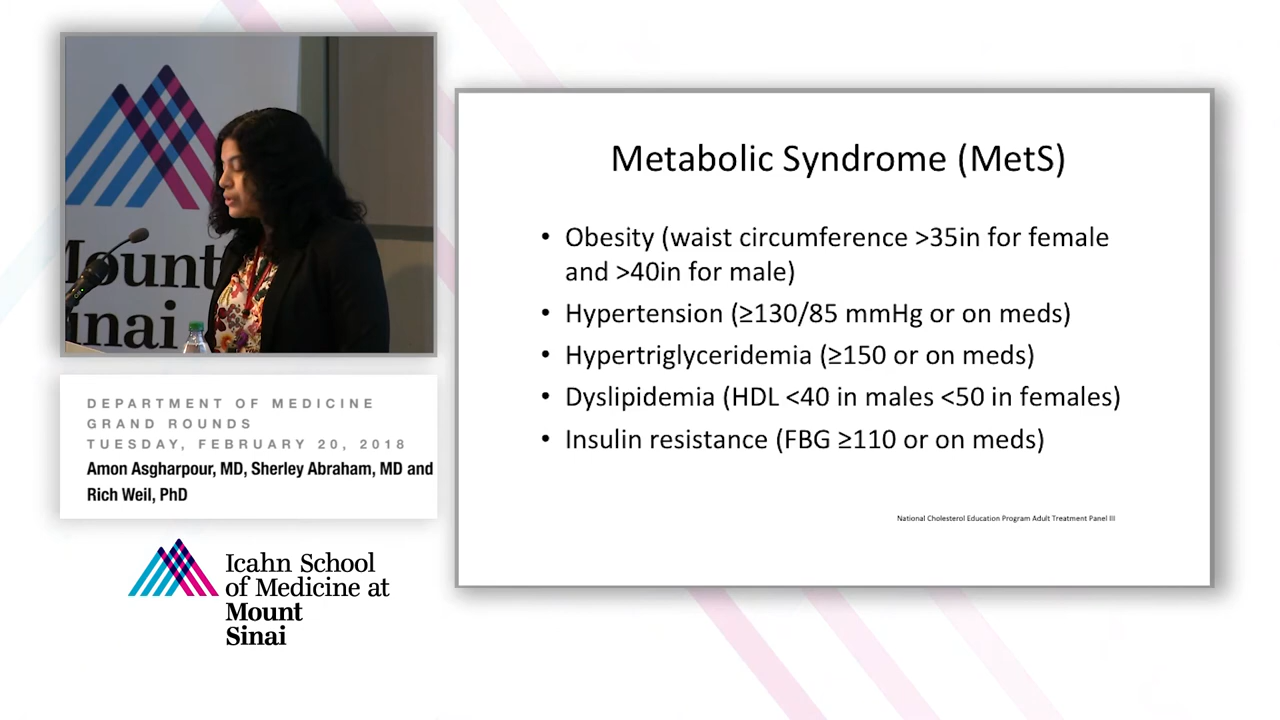 Mount
Sinai
DEPARTMENT OF MEDICINE
GRAND ROUNDS
TUESDAY, FEBRUARY 20, 2018
Amon Asgharpour, MD, Sherley Abraham, MD and
Rich Weil, PhD
Icahn School
of Medicine at
Mount
Sinai
Metabolic Syndrome (MetS)
• Obesity (waist circumference >35in for female
and >40in for male)
• Hypertension (≥130/85 mmHg or on meds)
• Hypertriglyceridemia (≥150 or on meds)
• Dyslipidemia (HDL <40 in males <50 in females)
• Insulin resistance (FBG ≥110 or on meds)
National Cholesterol Education Program Adult Treatment Panel III